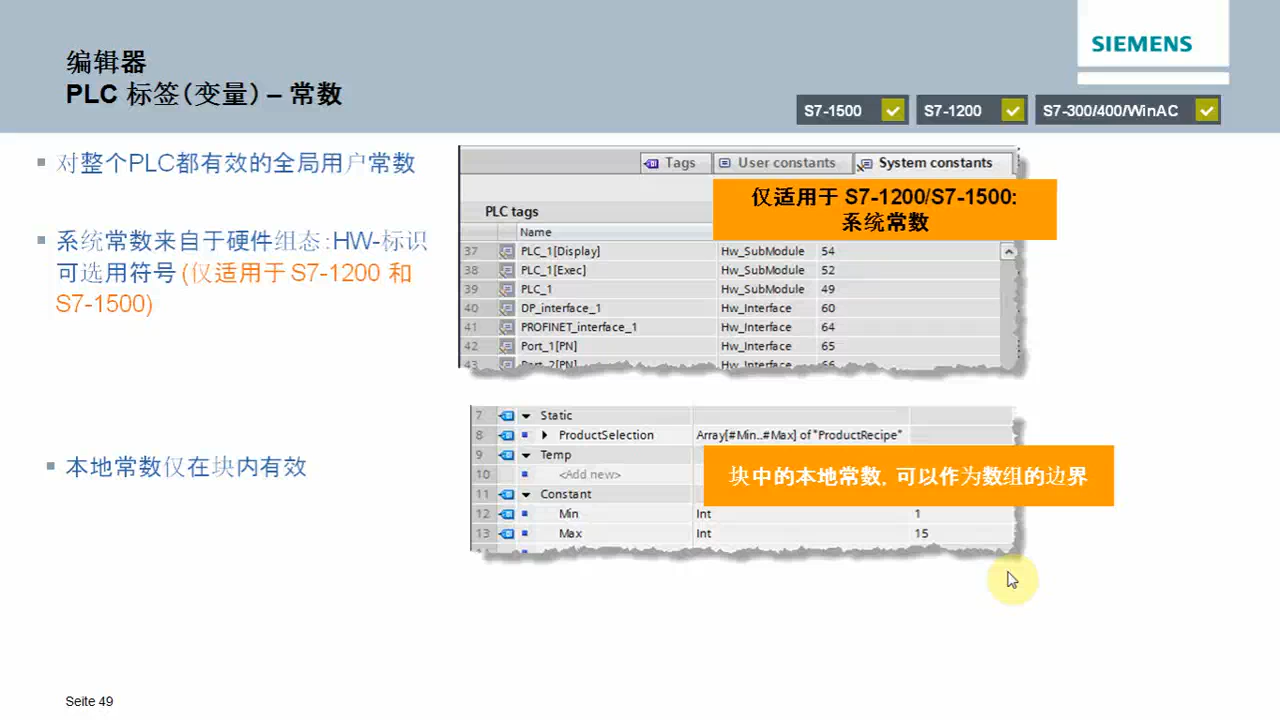 SIEMENS
编辑器
PLC 标签（变量）– 常数
S7-1500
S7-1200
S7-300/400/WinAC
对整个PLC都有效的全局用户常数
系统常数来自于硬件组态：HW-标识
可选用符号 (仅适用于 S7-1200 和
S7-1500)
本地常数仅在块内有效
Tags User constants System constants
仅适用于 S7-1200/S7-1500:
系统常数
PLC tags
Name
37 PLC_1[Display] Hw_SubModule 54
38 PLC_1[Exec] Hw_SubModule 52
39 PLC_1 Hw_SubModule 49
40 DP_interface_1 Hw_Interface 60
41 PROFINET_interface_1 Hw_Interface 64
42 Port_1[PN] Hw_Interface 65
43 Port_2[PN] Hw_Interface 66
7 Static
8 ProductSelection Array[#Min..#Max] of "ProductRecipe"
9 Temp
10 <Add new>
块中的本地常数, 可以作为数组的边界
11 Constant
12 Min Int 1
13 Max Int 15
Seite 49